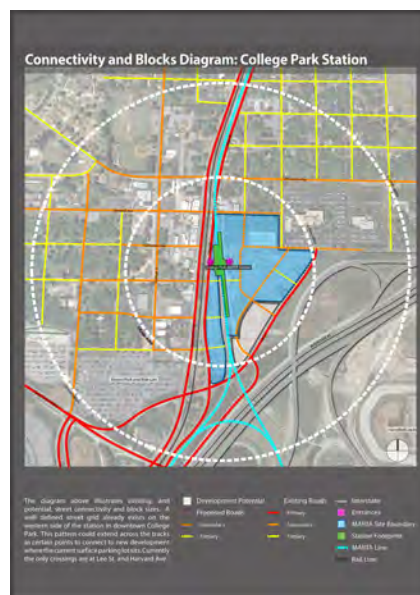 Connectivity and Blocks Diagram: College Park Station
The diagram above illustrates existing, and
potential, street connectivity and block sizes. A
well defined street grid already exists on the
western side of the station in downtown College
Park. This pattern could extend across the tracks
at certain points to connect to new development
where the current surface parking lot sits. Currently
the only crossings are at Lee St. and Harvard Ave.
Development Potential
Proposed Roads
Secondary
Tertiary
Existing Roads
Primary
Secondary
Tertiary
Interstate
Entrances
MARTA Site Boundary
Station Footprint
MARTA Line
Rail Line